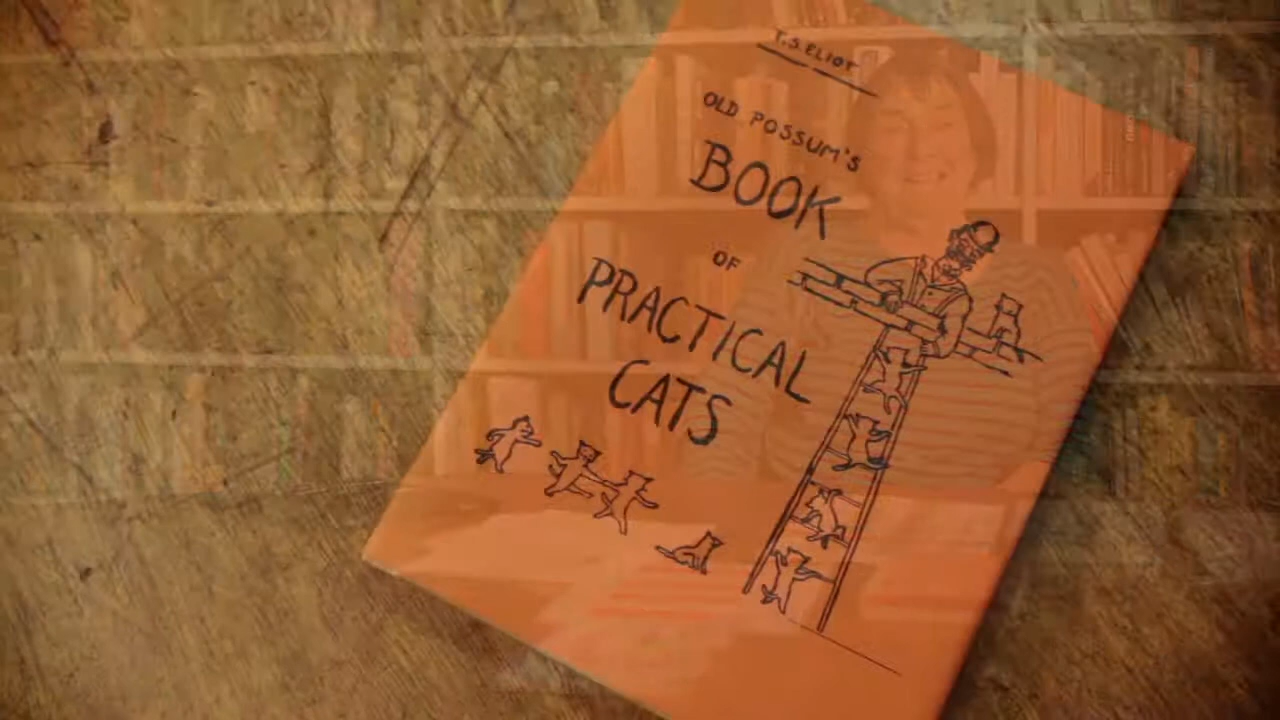 T.S. ELIOT
OLD POSSUM'S
BOOK
OF
PRACTICAL
CATS